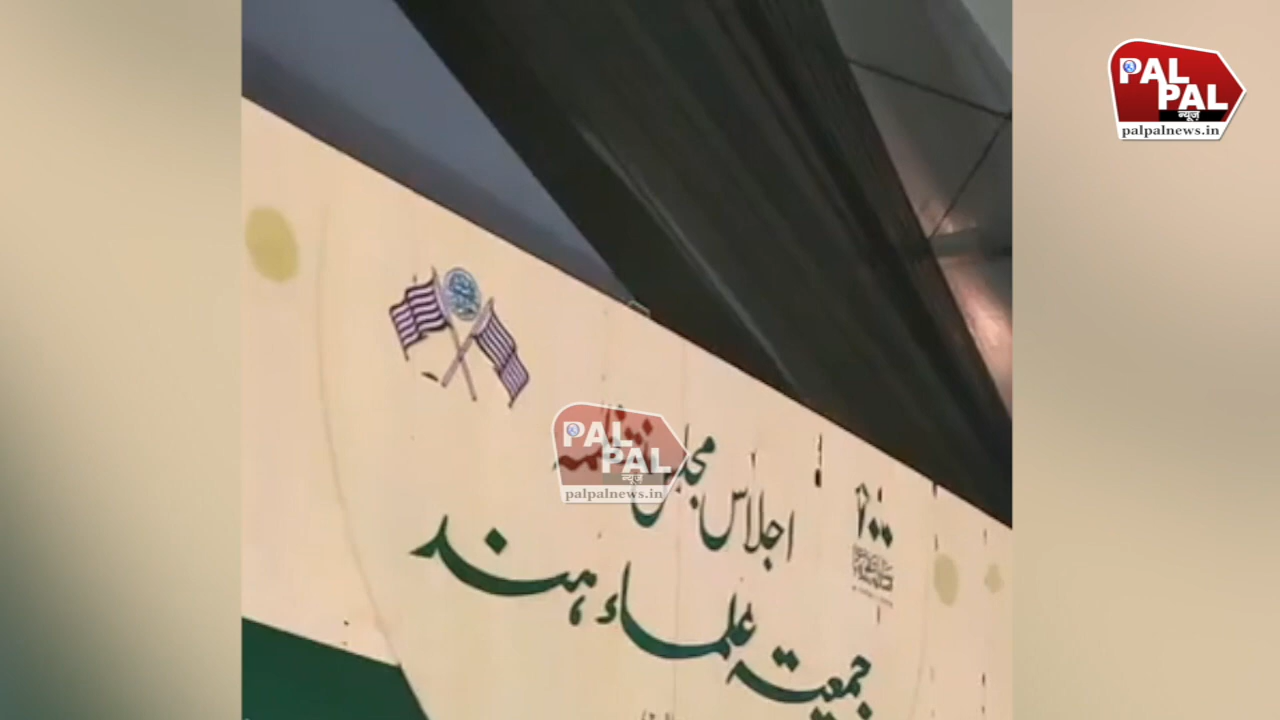 PAL
PAL
न्यूज़
palpalnews.in
اجلاس مجلس منتظمہ
جمعیۃ علماء ہند
PAL
PAL
न्यूज़
palpalnews.in